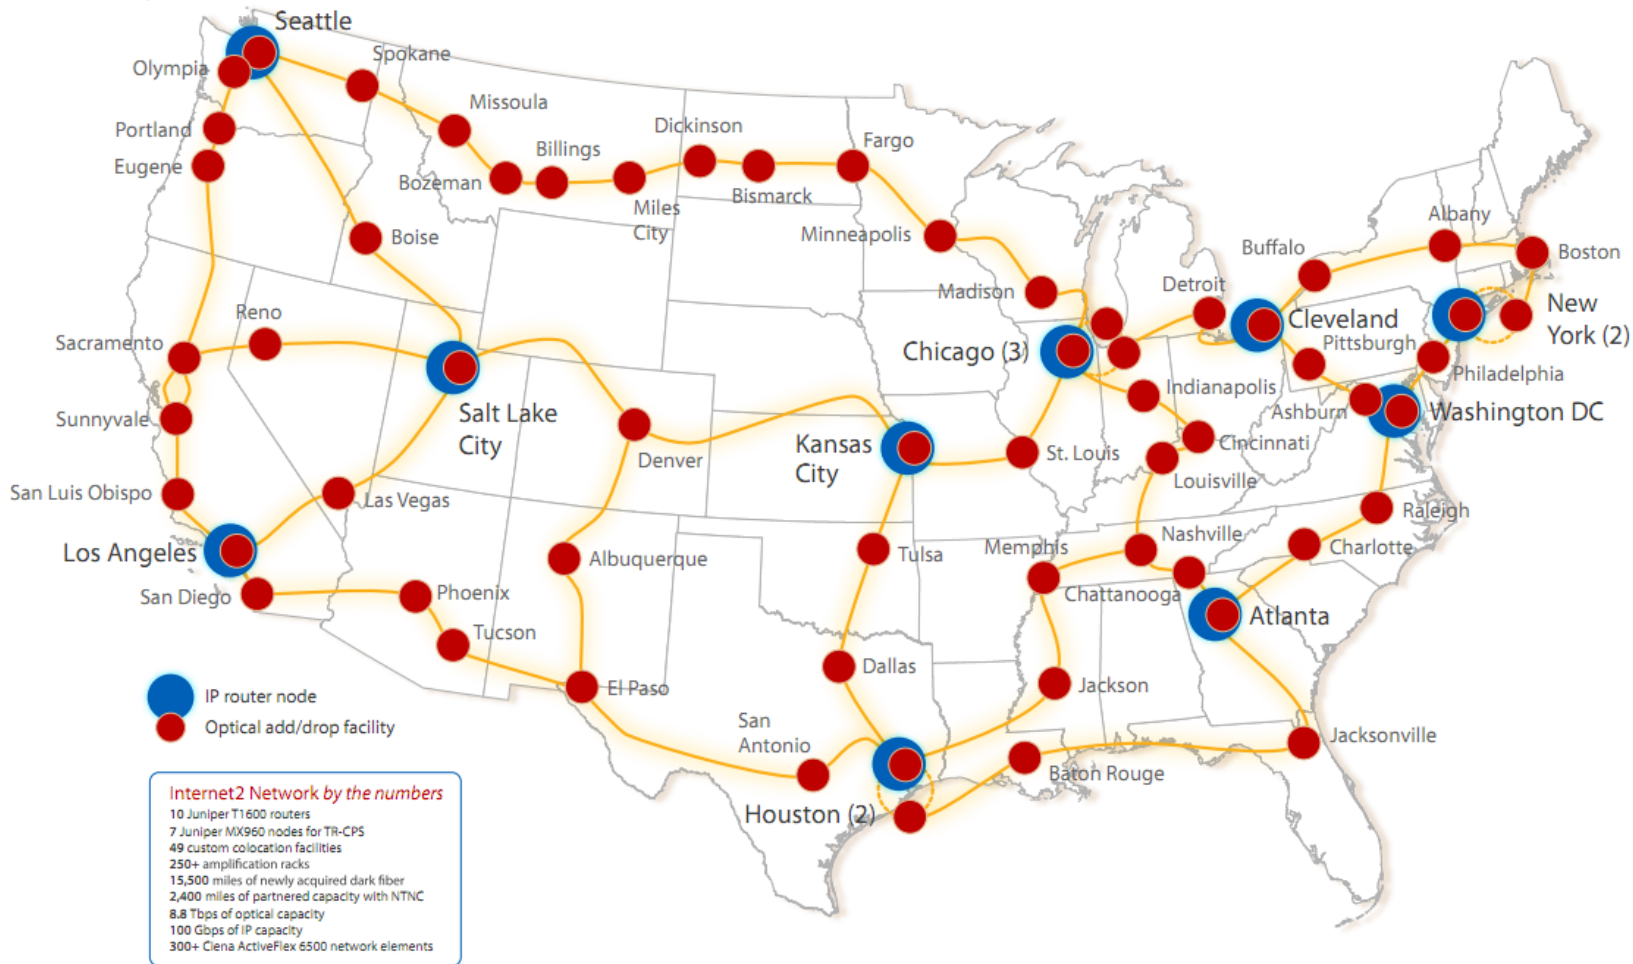 Seattle
Spokane
Olympia
Missoula
Portland
Dickinson
Fargo
Billings
Eugene
Bozeman
Bismarck
Miles
City
Albany
Minneapolis
Boise
Buffalo
Boston
Detroit
Madison
Reno
New
York (2)
Cleveland
Sacramento
Chicago (3)
Pittsburgh
Philadelphia
Indianapolis
Salt Lake
City
Ashburn
Washington DC
Sunnyvale
Kansas
City
Cincinnati
Denver
St. Louis
Louisville
San Luis Obispo
Las Vegas
Raleigh
Nashville
Memphis
Charlotte
Los Angeles
Albuquerque
Tulsa
San Diego
Phoenix
Chattanooga
Atlanta
Tucson
Dallas
El Paso
Jackson
IP router node
Optical add/drop facility
San
Antonio
Jacksonville
Baton Rouge
Houston (2)
Internet2 Network by the numbers
10 Juniper T1600 routers
7 Juniper MX960 nodes for TR-CPS
49 custom colocation facilities
250+ amplification racks
15,500 miles of newly acquired dark fiber
2,400 miles of partnered capacity with NTNC
8.8 Tbps of optical capacity
100 Gbps of IP capacity
300+ Ciena ActiveFlex 6500 network elements